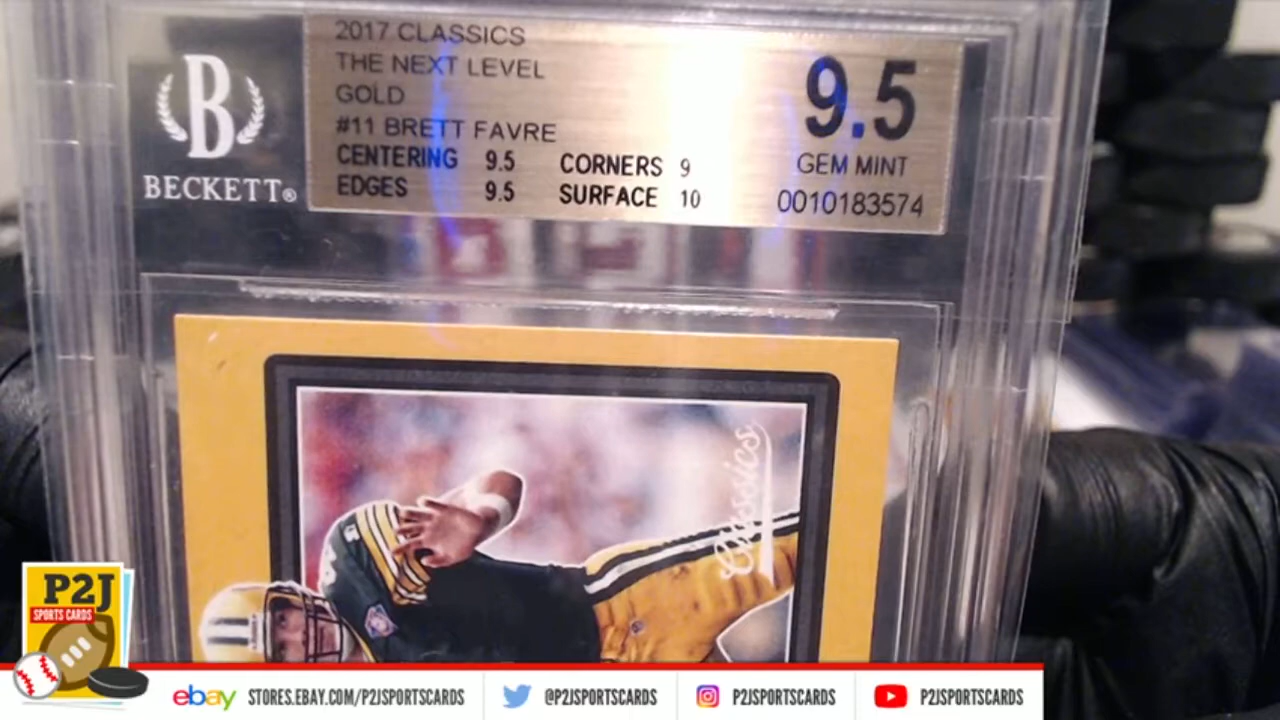 2017 CLASSICS
THE NEXT LEVEL
GOLD
#11 BRETT FAVRE
CENTERING 9.5 CORNERS 9
EDGES 9.5 SURFACE 10
9.5
GEM MINT
0010183574
B
BECKETT®
Classics
P2J
SPORTS CARDS
ebay STORES.EBAY.COM/P2JSPORTSCARDS @P2JSPORTSCARDS P2JSPORTSCARDS P2JSPORTSCARDS